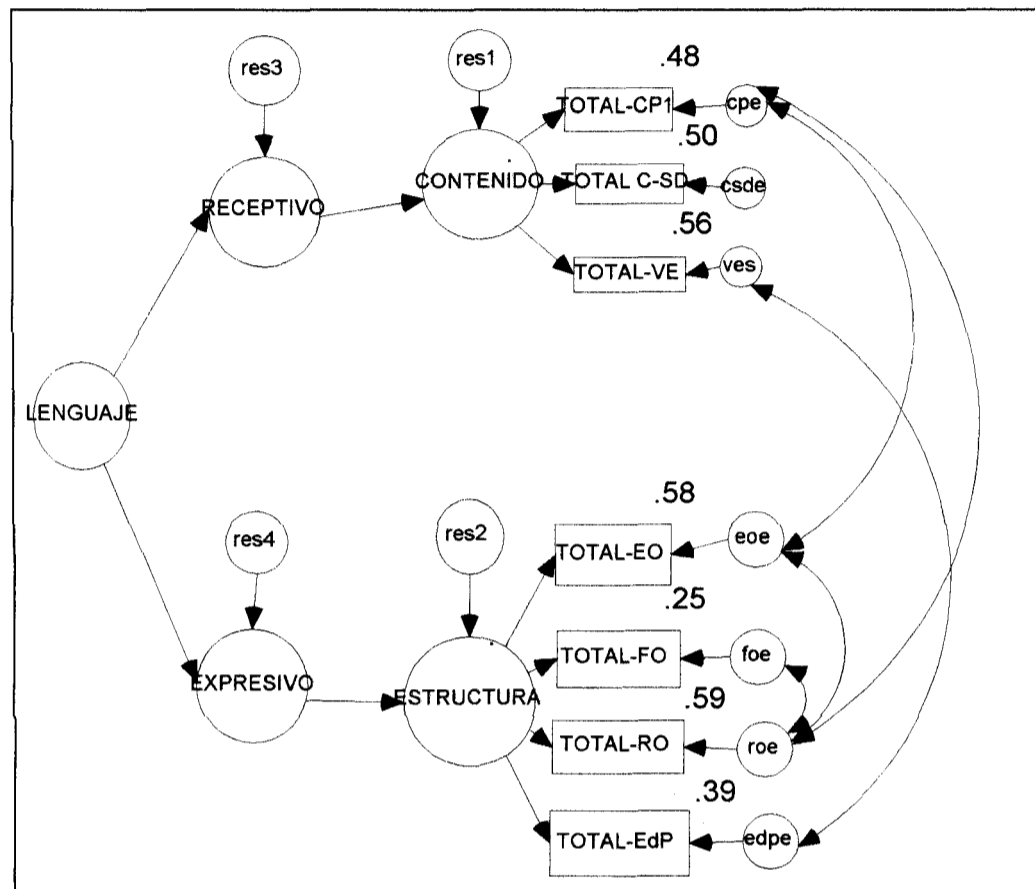 .48
res1
res3
TOTAL-CP1
cpe
.50
CONTENIDO
TOTAL C-SD
csde
RECEPTIVO
.56
TOTAL-VE
ves
LENGUAJE
.58
res4
res2
TOTAL-EO
eoe
.25
TOTAL-FO
foe
EXPRESIVO
ESTRUCTURA
.59
TOTAL-RO
roe
.39
TOTAL-EdP
edpe